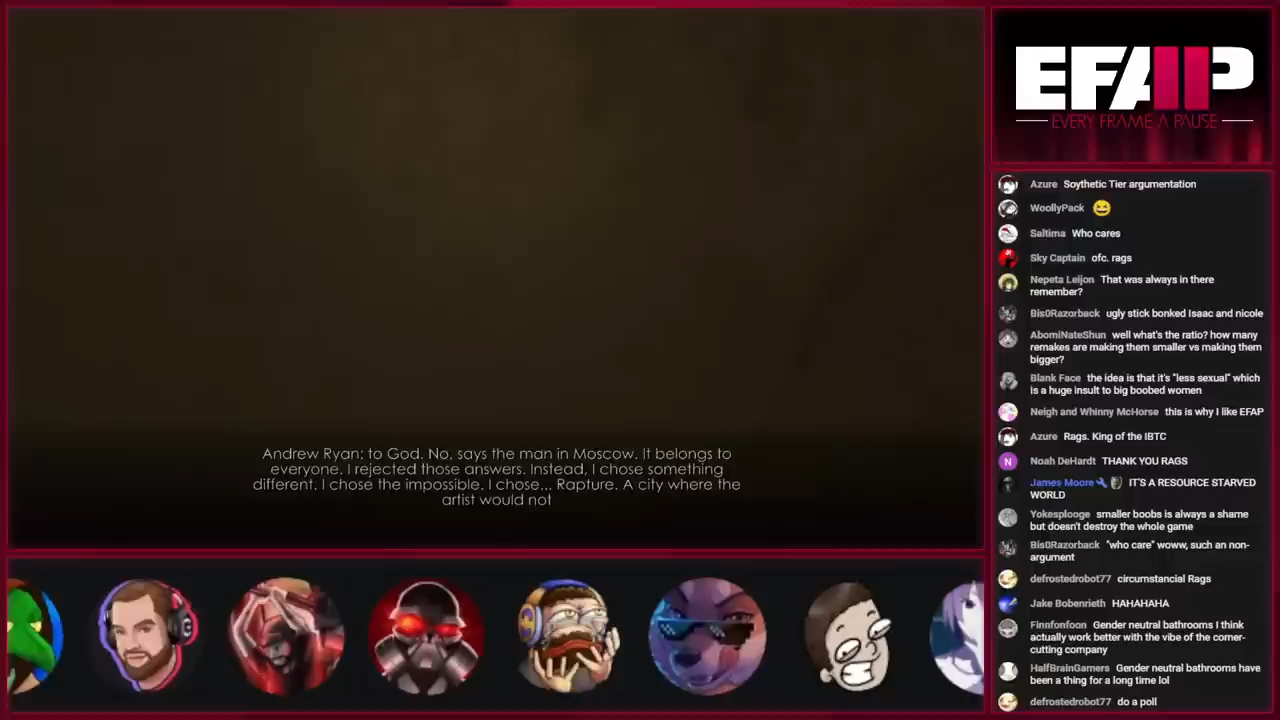 Andrew Ryan: to God. No, says the man in Moscow. It belongs to
everyone. I rejected those answers. Instead, I chose something
different. I chose the impossible. I chose... Rapture. A city where the
artist would not
EFAP
EVERY FRAME A PAUSE
Azure Soythetic Tier argumentation
WoollyPack 😆
Saltima Who cares
Sky Captain ofc. rags
Nepeta Leijon That was always in there
remember?
Bis0Razorback ugly stick bonked Isaac and nicole
AbomiNateShun well what's the ratio? how many
remakes are making them smaller vs making them
bigger?
Blank Face the idea is that it's "less sexual" which
is a huge insult to big boobed women
Neigh and Whinny McHorse this is why I like EFAP
Azure Rags. King of the IBTC
N
Noah DeHardt THANK YOU RAGS
James Moore IT'S A RESOURCE STARVED
WORLD
Yokesplooge smaller boobs is always a shame
but doesn't destroy the whole game
Bis0Razorback "who care" woww, such an non-
argument
defrostedrobot77 circumstancial Rags
Jake Bobenrieth HAHAHAHA
Finnfonfoon Gender neutral bathrooms I think
actually work better with the vibe of the corner-
cutting company
HalfBrainGamers Gender neutral bathrooms have
been a thing for a long time lol
defrostedrobot77 do a poll